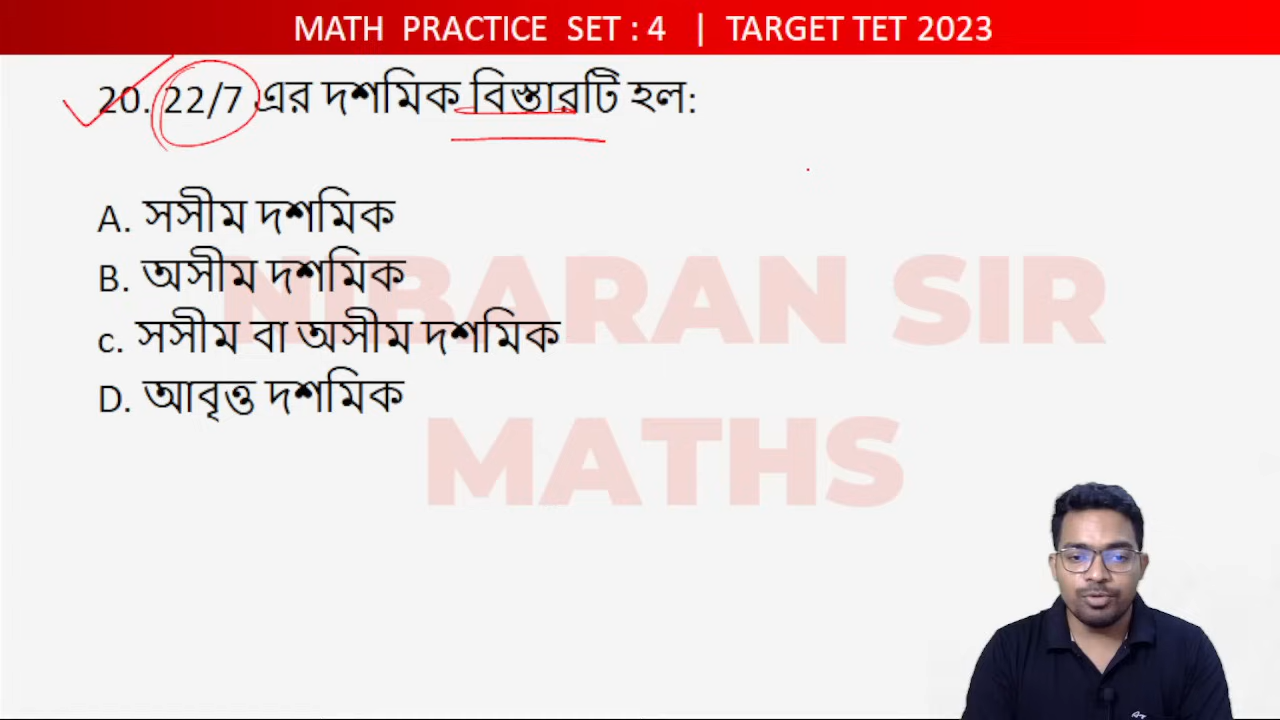 MATH PRACTICE SET : 4 | TARGET TET 2023
20. 22/7 এর দশমিক বিস্তারটি হল:
A. সসীম দশমিক
B. অসীম দশমিক
c. সসীম বা অসীম দশমিক
D. আবৃত্ত দশমিক
NIBARAN SIR
MATHS